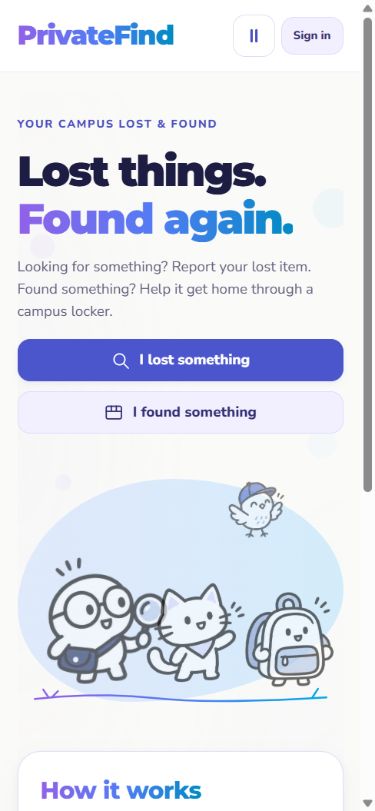 PrivateFind
Sign in
YOUR CAMPUS LOST & FOUND
Lost things.
Found again.
Looking for something? Report your lost item.
Found something? Help it get home through a
campus locker.
I lost something
I found something
How it works